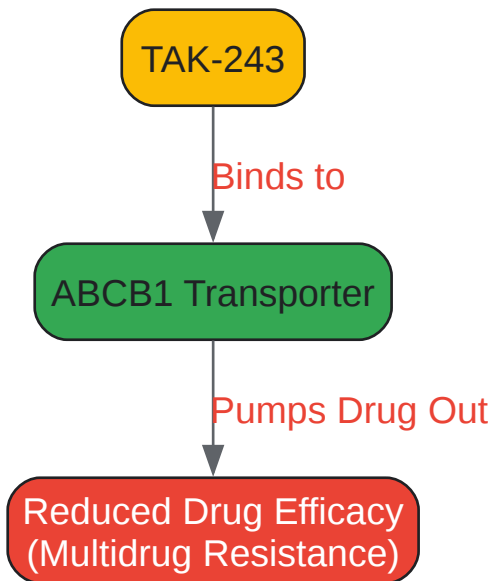 TAK-243
Binds to
ABCB1 Transporter
Pumps Drug Out
Reduced Drug Efficacy
(Multidrug Resistance)